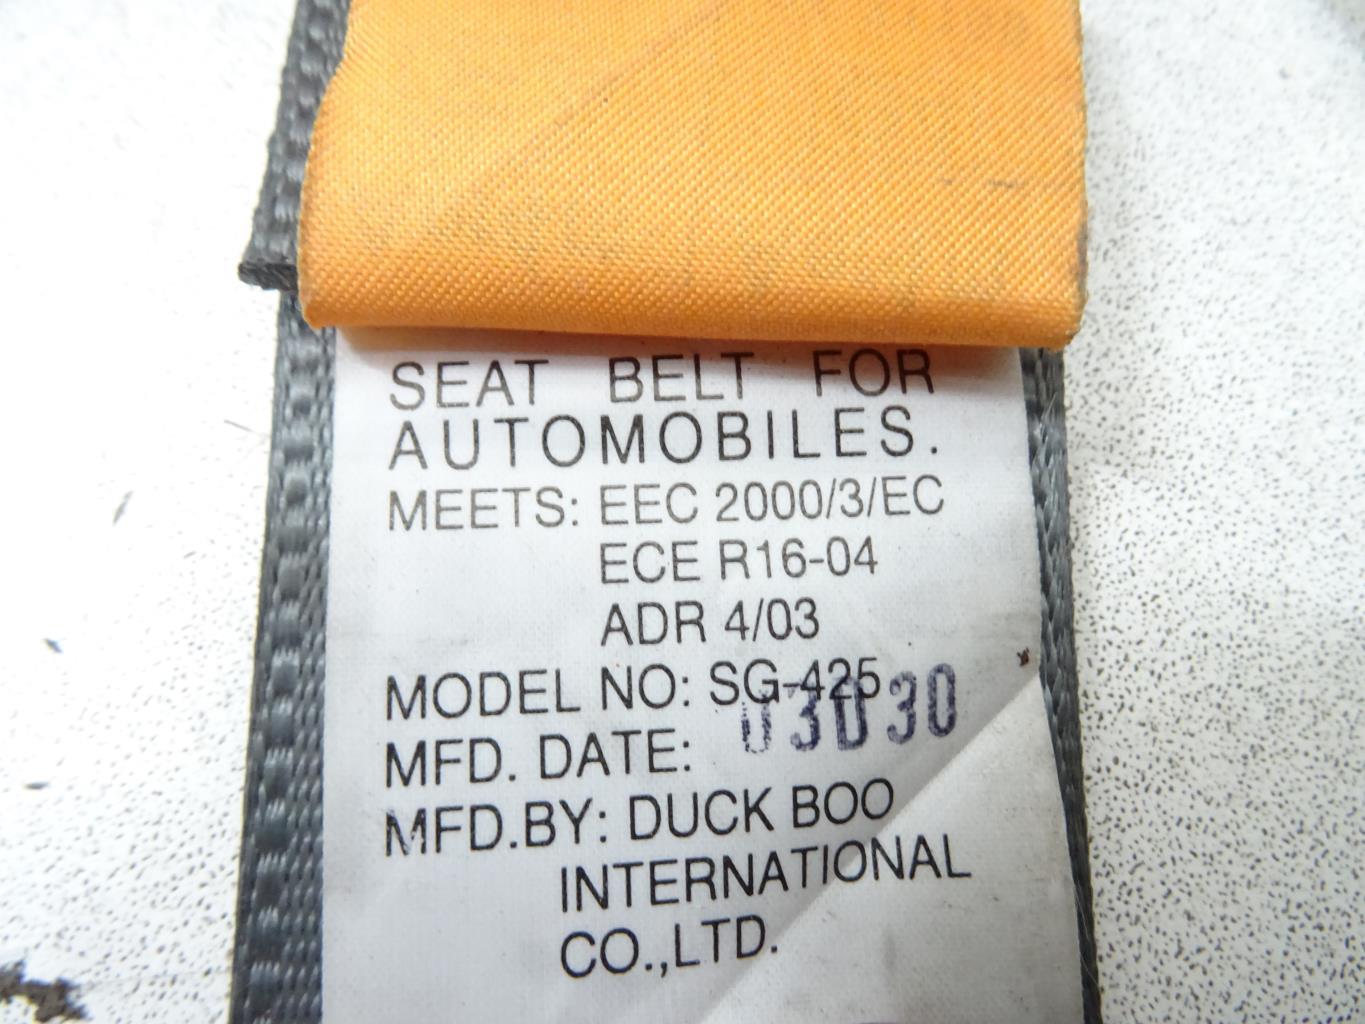 SEAT BELT FOR
AUTOMOBILES.
MEETS: EEC 2000/3/EC
ECE R16-04
ADR 4/03
MODEL NO: SG-425
MFD. DATE: 03D30
MFD.BY: DUCK BOO
INTERNATIONAL
CO.,LTD.